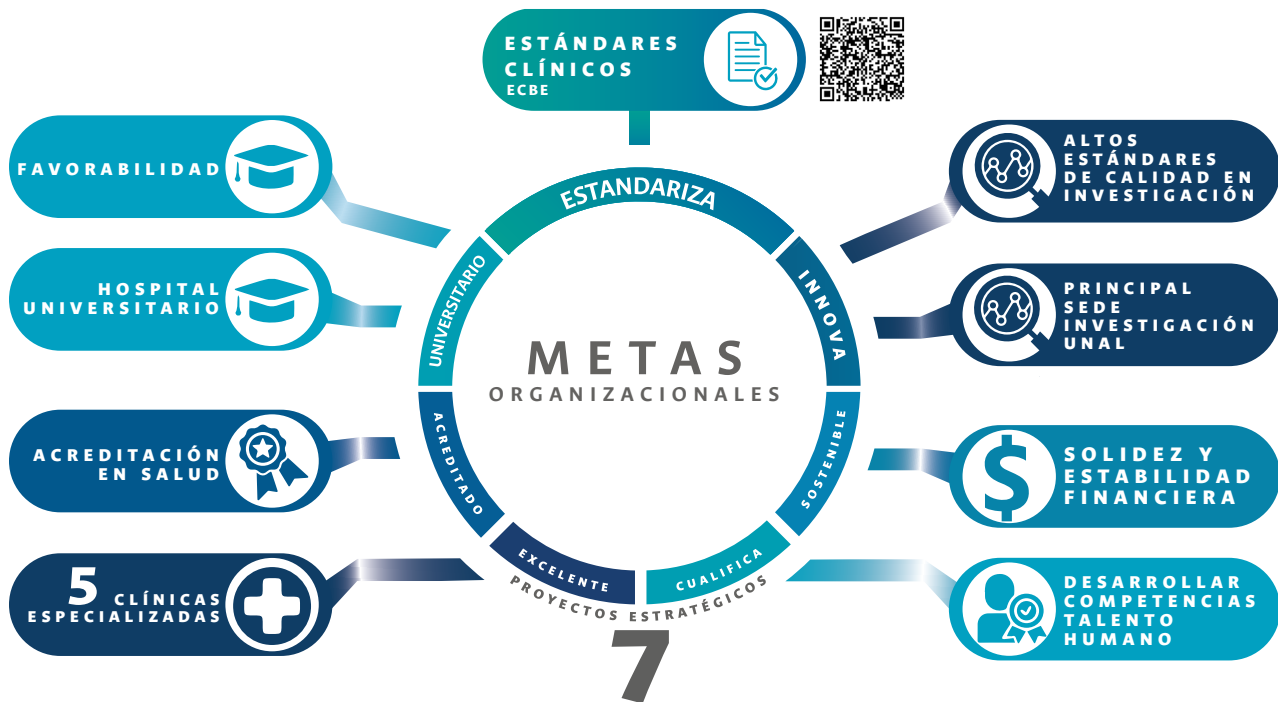 ESTÁNDARES
CLÍNICOS
ECBE
FAVORABILIDAD
HOSPITAL
UNIVERSITARIO
ACREDITACIÓN
EN SALUD
5 CLÍNICAS
ESPECIALIZADAS
ESTANDARIZA
UNIVERSITARIO
INNOVA
METAS
ORGANIZACIONALES
ACREDITADO
SOSTENIBLE
EXCELENTE
CUALIFICA
PROYECTOS ESTRATÉGICOS
7
ALTOS
ESTÁNDARES
DE CALIDAD EN
INVESTIGACIÓN
PRINCIPAL
SEDE
INVESTIGACIÓN
UNAL
SOLIDEZ Y
ESTABILIDAD
FINANCIERA
DESARROLLAR
COMPETENCIAS
TALENTO
HUMANO